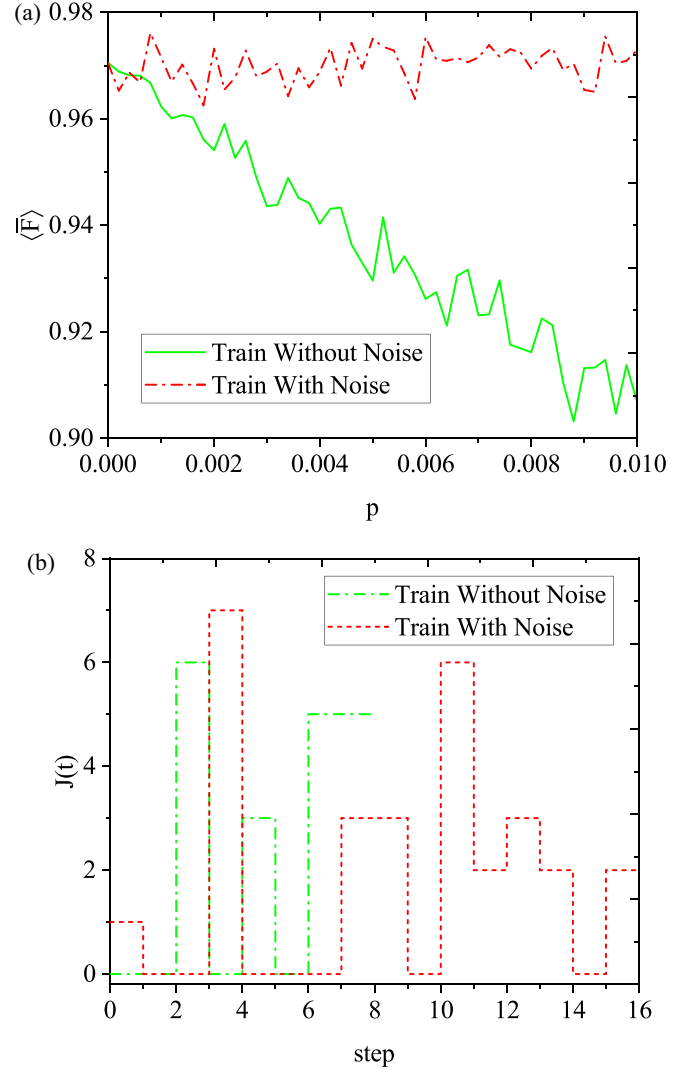 (a)
0.98
0.96
0.94
0.92
0.90
⟨F̅⟩
Train Without Noise
Train With Noise
0.000 0.002 0.004 0.006 0.008 0.010
p
(b)
8
6
4
2
0
J(t)
Train Without Noise
Train With Noise
0 2 4 6 8 10 12 14 16
step